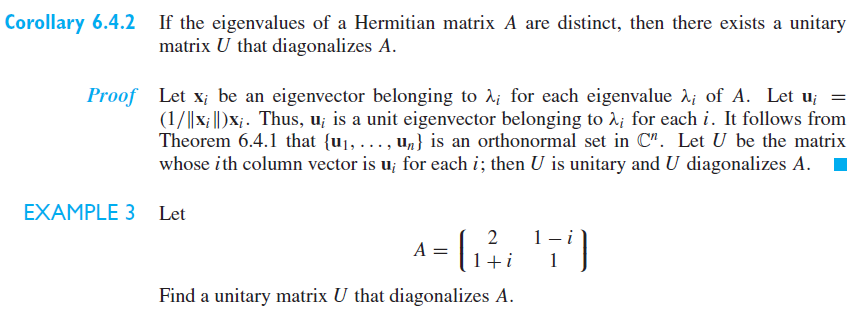 Corollary 6.4.2 If the eigenvalues of a Hermitian matrix A are distinct, then there exists a unitary
matrix U that diagonalizes A.
Proof Let xᵢ be an eigenvector belonging to λᵢ for each eigenvalue λᵢ of A. Let uᵢ =
(1/‖xᵢ‖)xᵢ. Thus, uᵢ is a unit eigenvector belonging to λᵢ for each i. It follows from
Theorem 6.4.1 that {u₁, . . . , uₙ} is an orthonormal set in ℂⁿ. Let U be the matrix
whose ith column vector is uᵢ for each i; then U is unitary and U diagonalizes A.
EXAMPLE 3 Let
2 1 − i
A =
1 + i 1
Find a unitary matrix U that diagonalizes A.